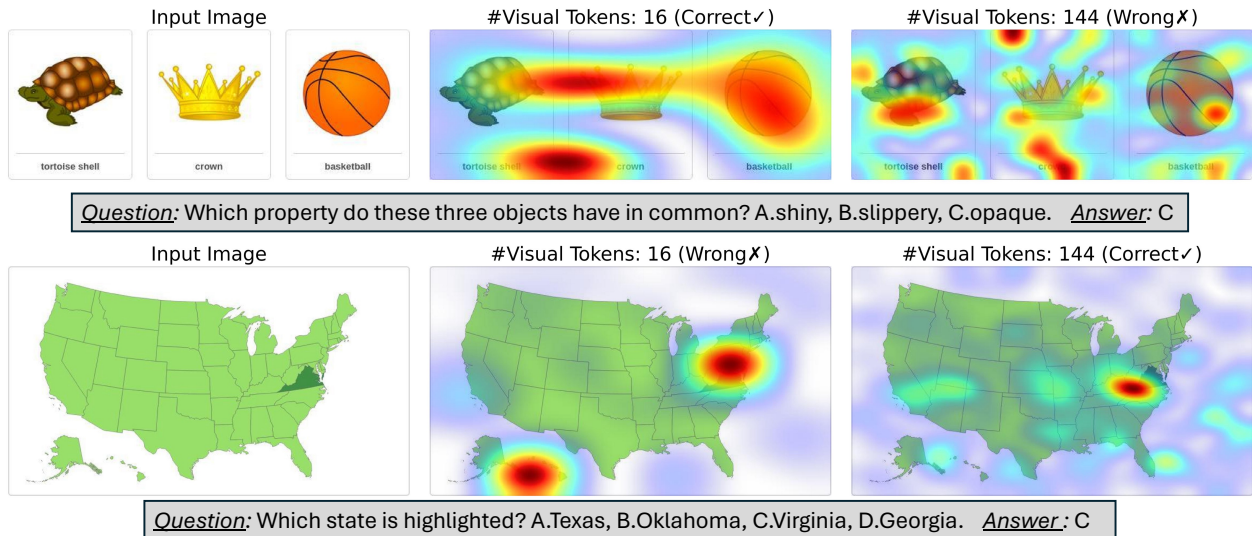 Input Image
#Visual Tokens: 16 (Correct✓)
#Visual Tokens: 144 (Wrong✗)
tortoise shell
crown
basketball
tortoise shell
crown
basketball
tortoise shell
crown
basketball
Question: Which property do these three objects have in common? A.shiny, B.slippery, C.opaque. Answer: C
Input Image
#Visual Tokens: 16 (Wrong✗)
#Visual Tokens: 144 (Correct✓)
Question: Which state is highlighted? A.Texas, B.Oklahoma, C.Virginia, D.Georgia. Answer : C